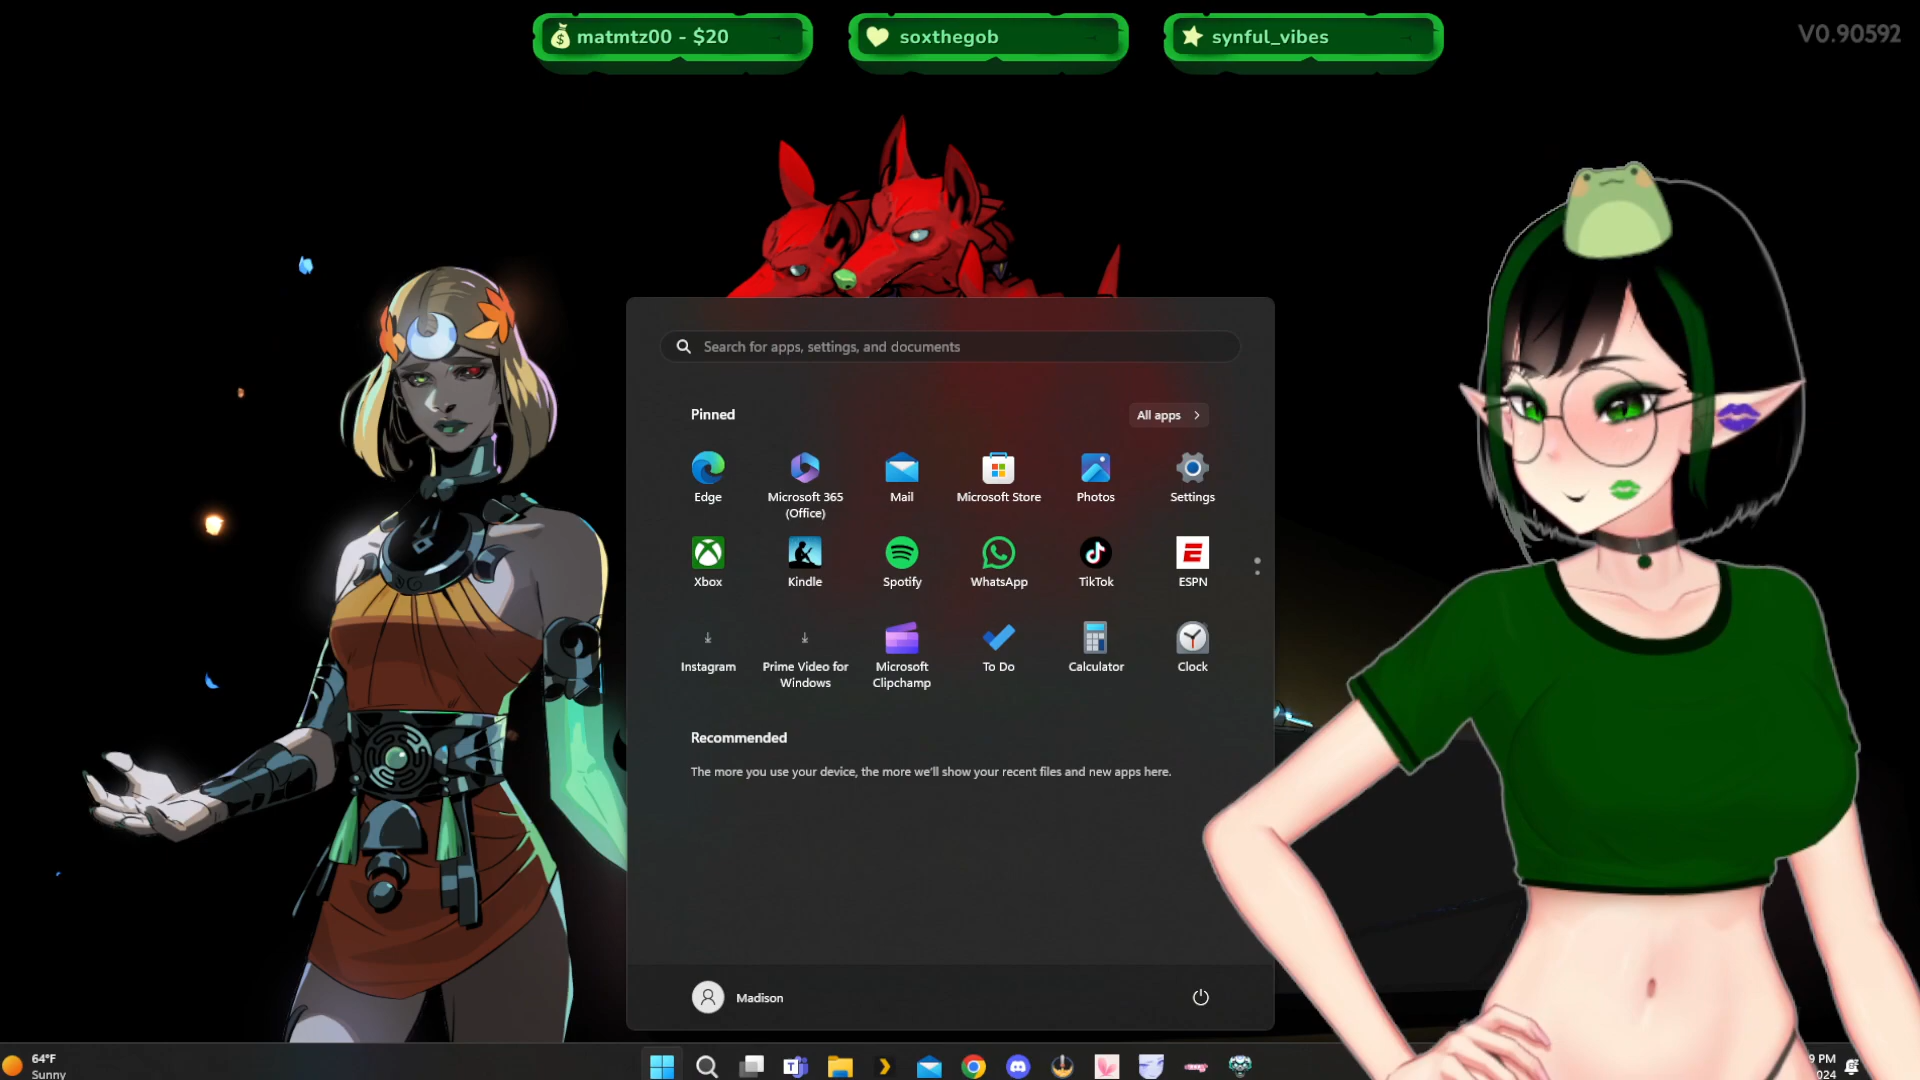 matmtz00 - $20
soxthegob
synful_vibes
V0.90592
Search for apps, settings, and documents
Pinned
All apps
Edge
Microsoft 365
(Office)
Mail
Microsoft Store
Photos
Settings
Xbox
Kindle
Spotify
WhatsApp
TikTok
ESPN
Instagram
Prime Video for
Windows
Microsoft
Clipchamp
To Do
Calculator
Clock
Recommended
The more you use your device, the more we'll show your recent files and new apps here.
Madison
64°F
Sunny
9 PM
024